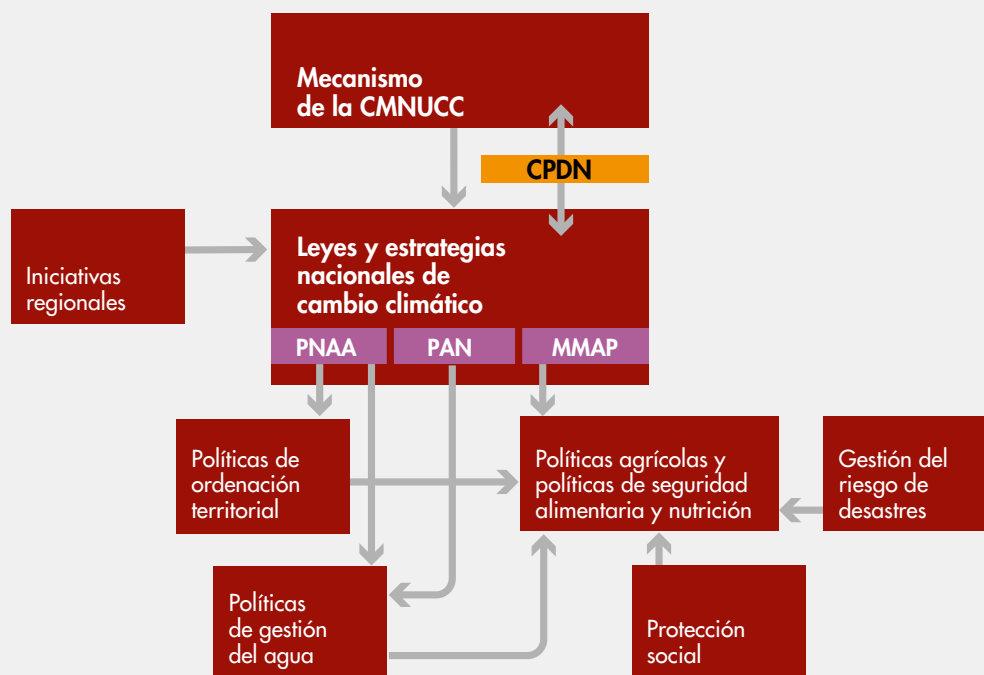 Mecanismo
de la CMNUCC
CPDN
Iniciativas
regionales
Leyes y estrategias
nacionales de
cambio climático
PNAA
PAN
MMAP
Políticas de
ordenación
territorial
Políticas agrícolas y
políticas de seguridad
alimentaria y nutrición
Gestión del
riesgo de
desastres
Políticas
de gestión
del agua
Protección
social